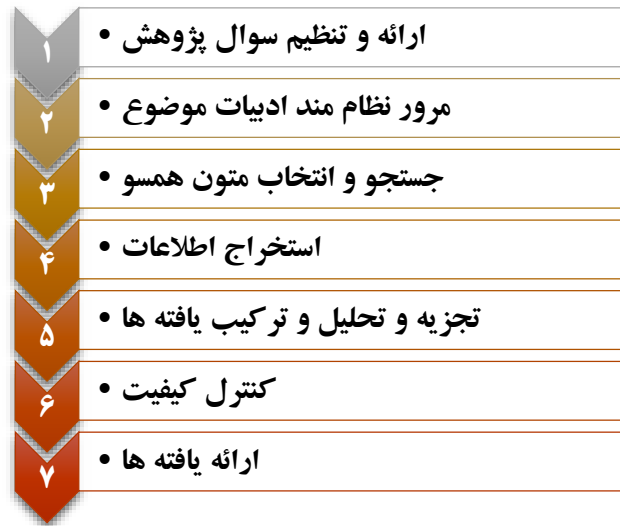 ۱ • ارائه و تنظیم سوال پژوهش
۲ • مرور نظام مند ادبیات موضوع
۳ • جستجو و انتخاب متون همسو
۴ • استخراج اطلاعات
۵ • تجزیه و تحلیل و ترکیب یافته ها
۶ • کنترل کیفیت
۷ • ارائه یافته ها